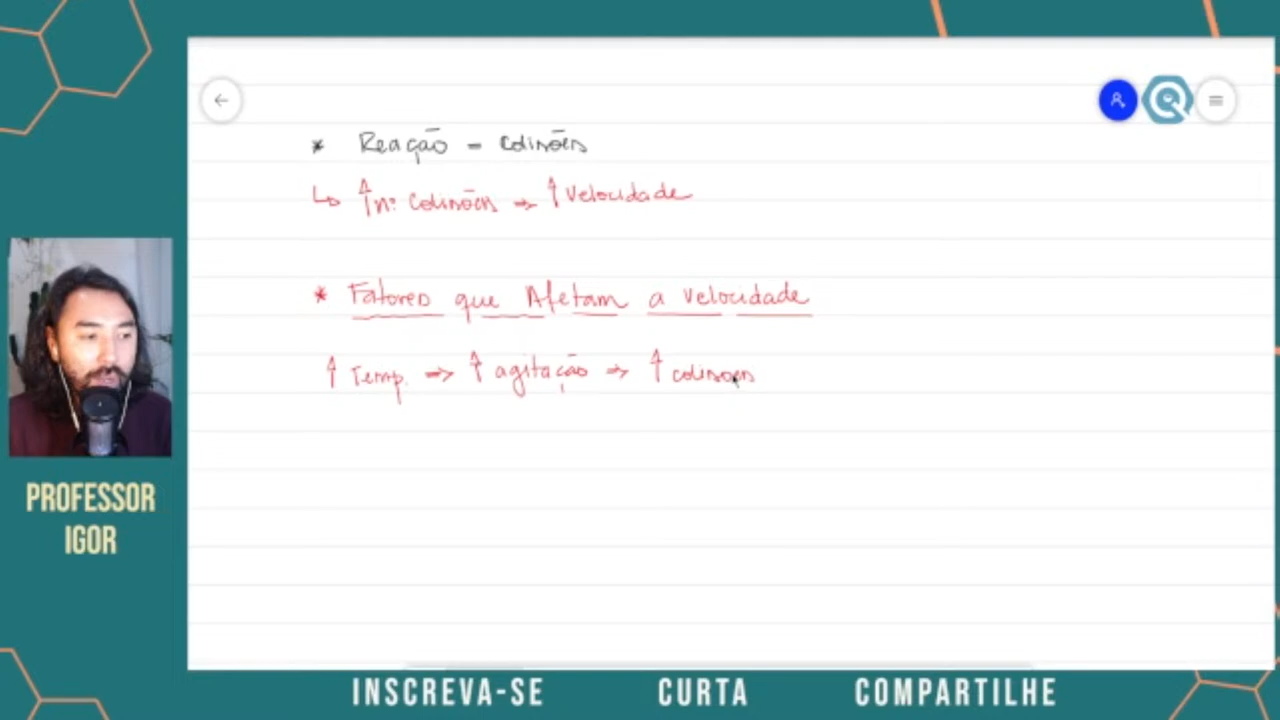 * Reação - Colisões
↳ ↑ nº Colisões → ↑ Velocidade
* Fatores que Afetam a velocidade
↑ Temp. → ↑ agitação → ↑ colisões
PROFESSOR
IGOR
INSCREVA-SE CURTA COMPARTILHE